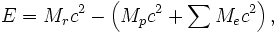 E = M_r c^2 - \left( M_p c^2 + \sum M_e c^2 \right),